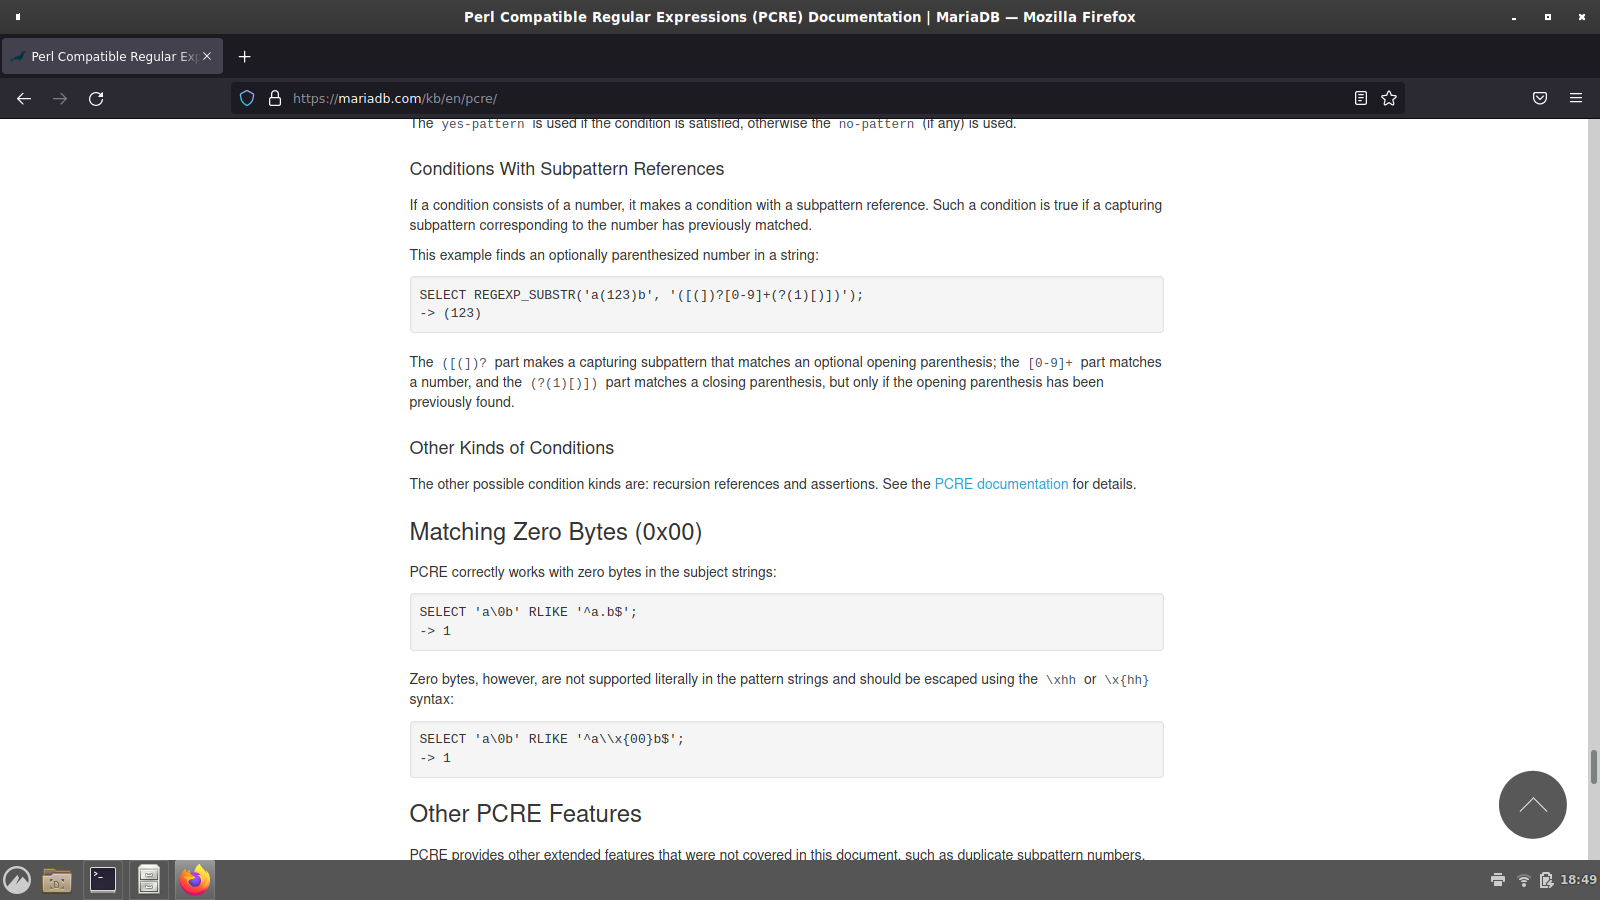 Perl Compatible Regular Expressions (PCRE) Documentation | MariaDB — Mozilla Firefox
Perl Compatible Regular Exp
https://mariadb.com/kb/en/pcre/
The yes-pattern is used if the condition is satisfied, otherwise the no-pattern (if any) is used.
Conditions With Subpattern References
If a condition consists of a number, it makes a condition with a subpattern reference. Such a condition is true if a capturing
subpattern corresponding to the number has previously matched.
This example finds an optionally parenthesized number in a string:
SELECT REGEXP_SUBSTR('a(123)b', '([(])?[0-9]+(?(1)[)])');
-> (123)
The ([(])? part makes a capturing subpattern that matches an optional opening parenthesis; the [0-9]+ part matches
a number, and the (?(1)[)]) part matches a closing parenthesis, but only if the opening parenthesis has been
previously found.
Other Kinds of Conditions
The other possible condition kinds are: recursion references and assertions. See the PCRE documentation for details.
Matching Zero Bytes (0x00)
PCRE correctly works with zero bytes in the subject strings:
SELECT 'a\0b' RLIKE '^a.b$';
-> 1
Zero bytes, however, are not supported literally in the pattern strings and should be escaped using the \xhh or \x{hh}
syntax:
SELECT 'a\0b' RLIKE '^a\\x{00}b$';
-> 1
Other PCRE Features
PCRE provides other extended features that were not covered in this document, such as duplicate subpattern numbers,
18:49